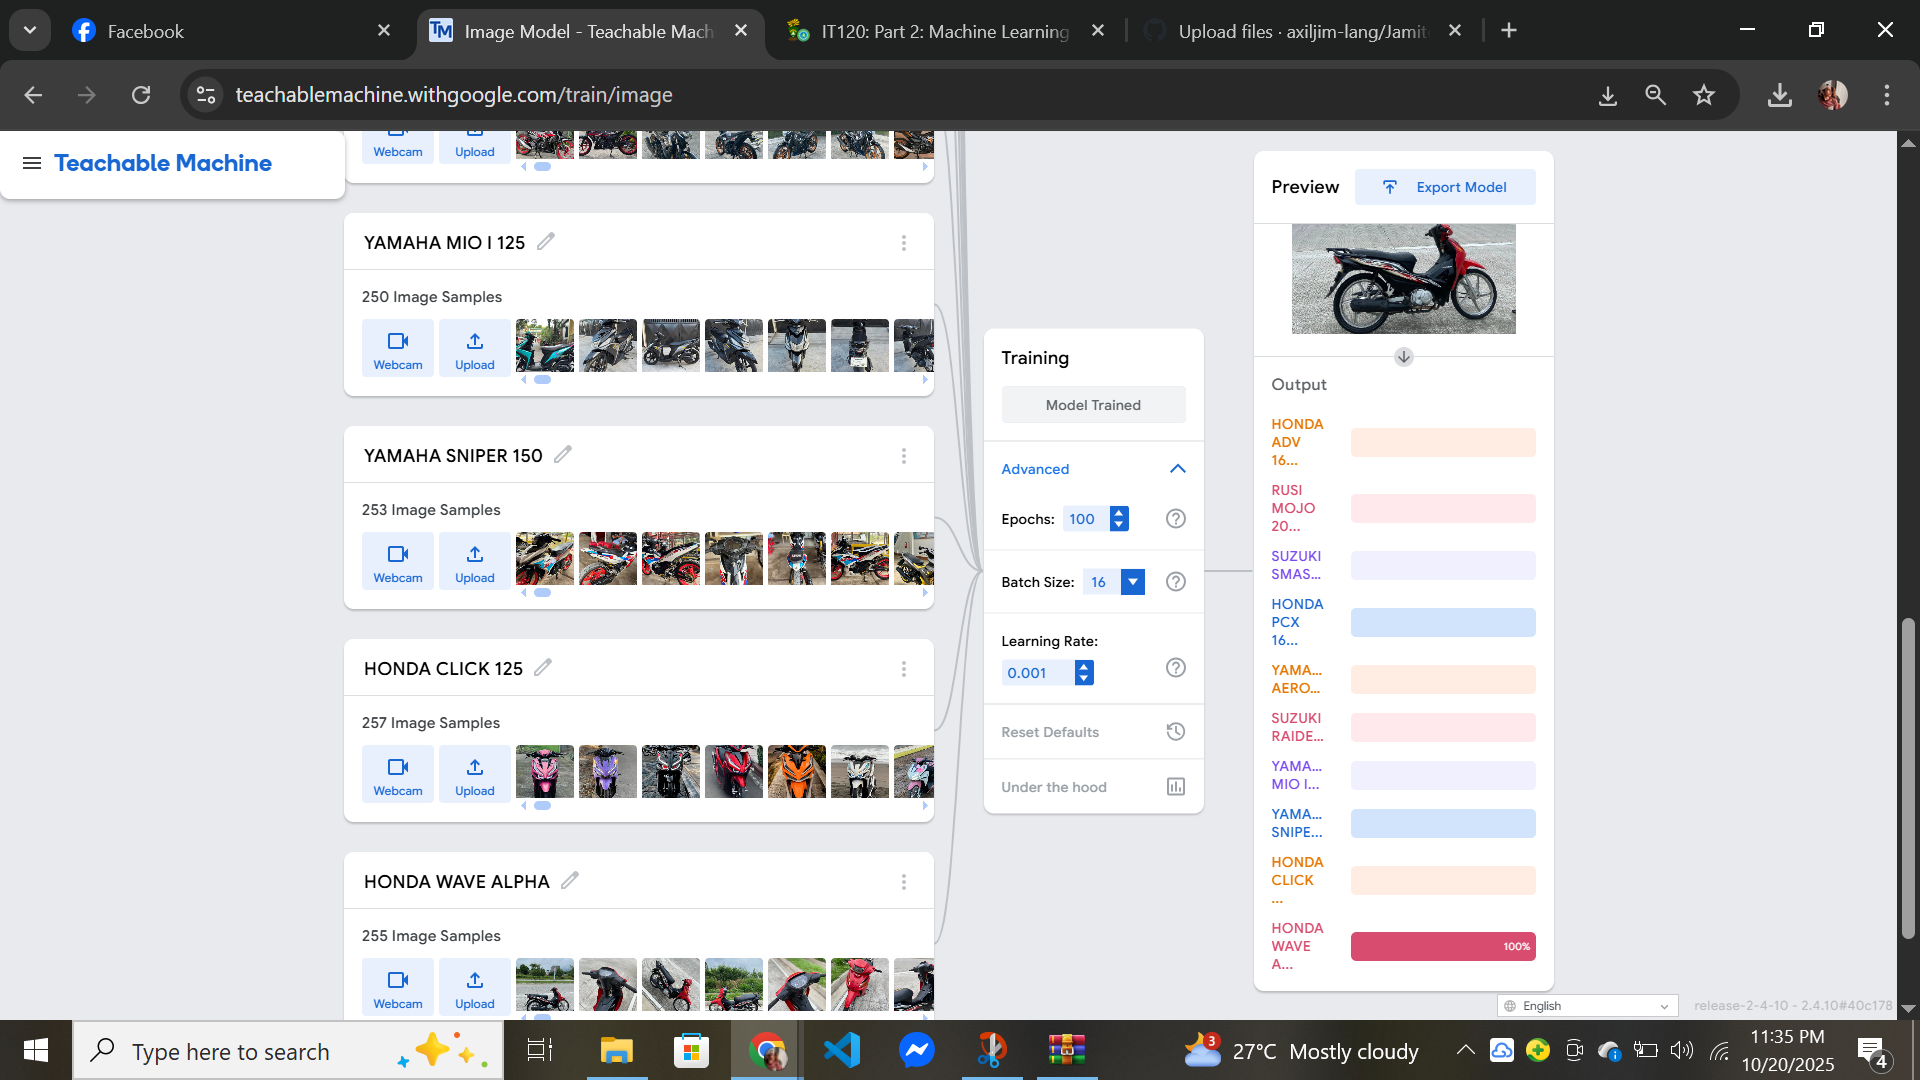 Facebook
Image Model - Teachable Mach
IT120: Part 2: Machine Learning
Upload files · axiljim-lang/Jamit
teachablemachine.withgoogle.com/train/image
Teachable Machine
Webcam
Upload
YAMAHA MIO I 125
250 Image Samples
Webcam
Upload
YAMAHA SNIPER 150
253 Image Samples
Webcam
Upload
HONDA CLICK 125
257 Image Samples
Webcam
Upload
HONDA WAVE ALPHA
255 Image Samples
Webcam
Upload
Training
Model Trained
Advanced
Epochs: 100
Batch Size: 16
Learning Rate:
0.001
Reset Defaults
Under the hood
Preview
Export Model
Output
HONDA
ADV
16...
RUSI
MOJO
20...
SUZUKI
SMAS...
HONDA
PCX
16...
YAMA...
AERO...
SUZUKI
RAIDE...
YAMA...
MIO I...
YAMA...
SNIPE...
HONDA
CLICK
...
HONDA
WAVE
A...
100%
English
release-2-4-10 - 2.4.10#40c178
Type here to search
3
27°C Mostly cloudy
11:35 PM
10/20/2025
4